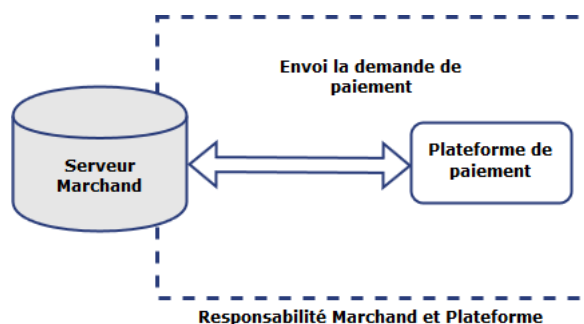 Envoi la demande de
paiement
Serveur
Marchand
Plateforme de
paiement
Responsabilité Marchand et Plateforme